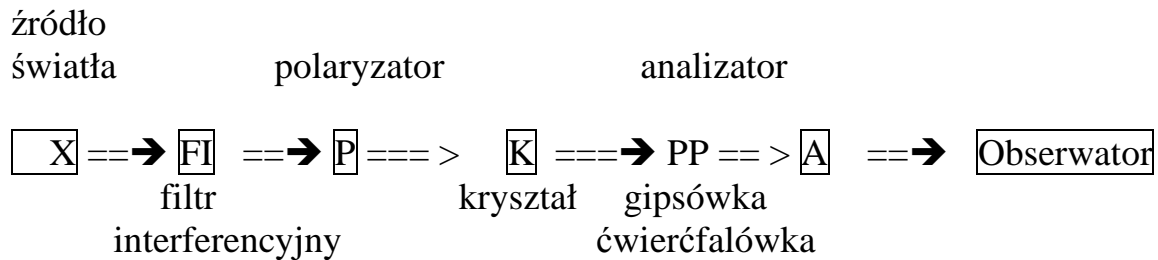 źródło
światła polaryzator analizator
X ==➔ FI ==➔ P === > K ===➔ PP == > A ==➔ Obserwator
filtr kryształ gipsówka
interferencyjny ćwierćfalówka